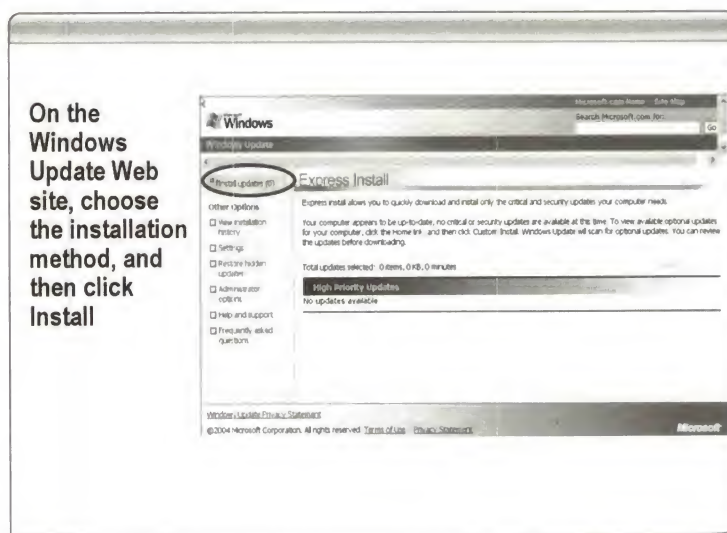 On the
Windows
Update Web
site, choose
the installation
method, and
then click
Install
Microsoft.com Home Site Map
Windows
Search Microsoft.com for:
Go
Windows Update
Install updates (0)
Express Install
Express install allows you to quickly download and install only the critical and security updates your computer needs.
Your computer appears to be up-to-date, no critical or security updates are available at this time. To view available optional updates
for your computer, click the Home link and then click Custom Install. Windows Update will scan for optional updates. You can review
the updates before downloading.
Total updates selected: 0 items, 0 KB, 0 minutes
High Priority Updates
No updates available
Other Options
View installation
history
Settings
Restore hidden
updates
Administrator
options
Help and support
Frequently asked
questions
Windows Update Privacy Statement
©2004 Microsoft Corporation. All rights reserved. Terms of Use Privacy Statement
Microsoft